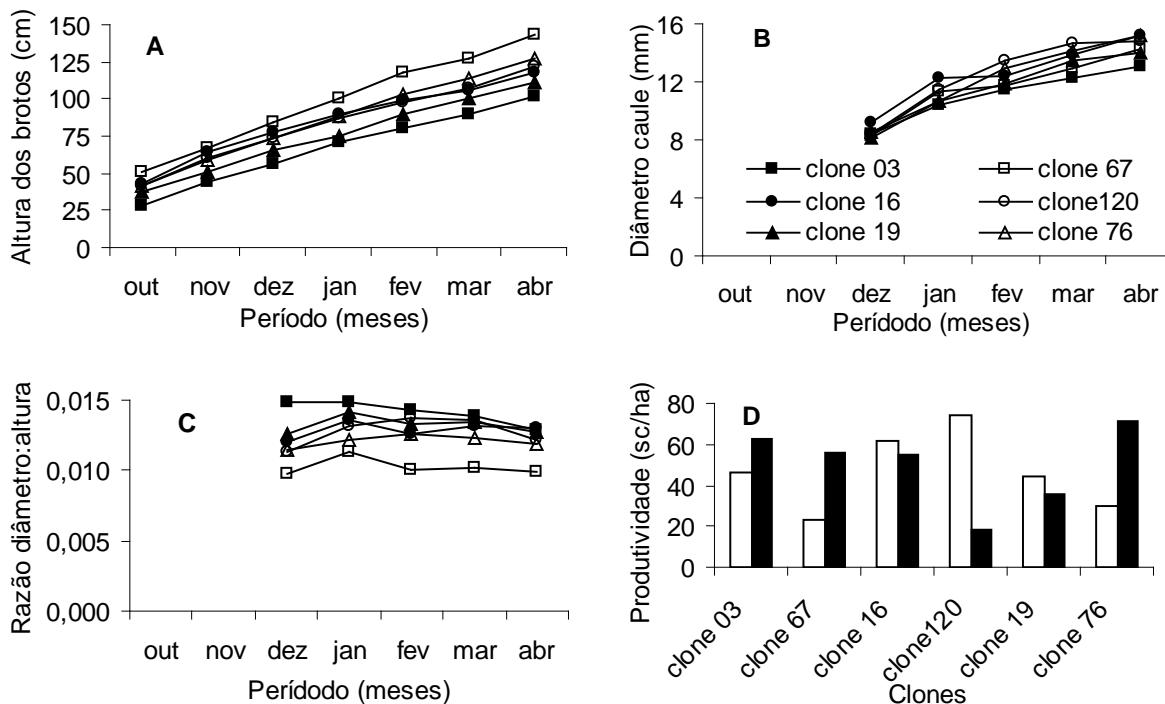 Altura dos brotos (cm)
150
125
100
75
50
25
0
A
out nov dez jan fev mar abr
Período (meses)
Diâmetro caule (mm)
16
12
8
4
0
B
clone 03
clone 67
clone 16
clone120
clone 19
clone 76
out nov dez jan fev mar abr
Perídodo (meses)
Razão diâmetro:altura
0,015
0,010
0,005
0,000
C
out nov dez jan fev mar abr
Perídodo (meses)
Produtividade (sc/ha)
80
60
40
20
0
D
clone 03
clone 67
clone 16
clone120
clone 19
clone 76
Clones